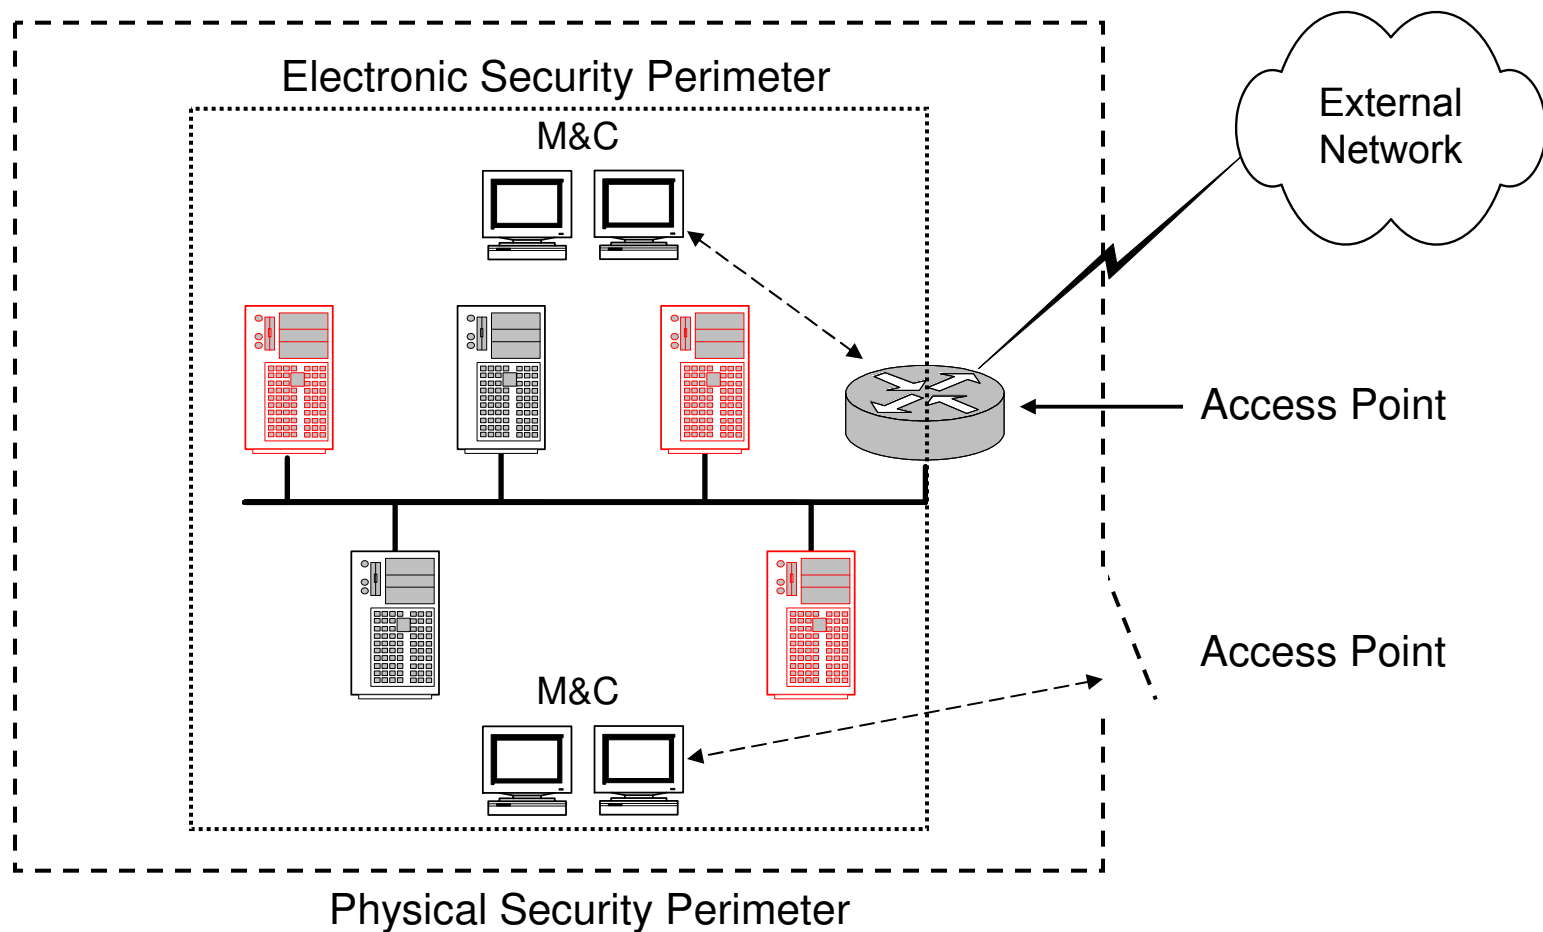 Electronic Security Perimeter
External
Network
M&C
Access Point
Access Point
M&C
Physical Security Perimeter